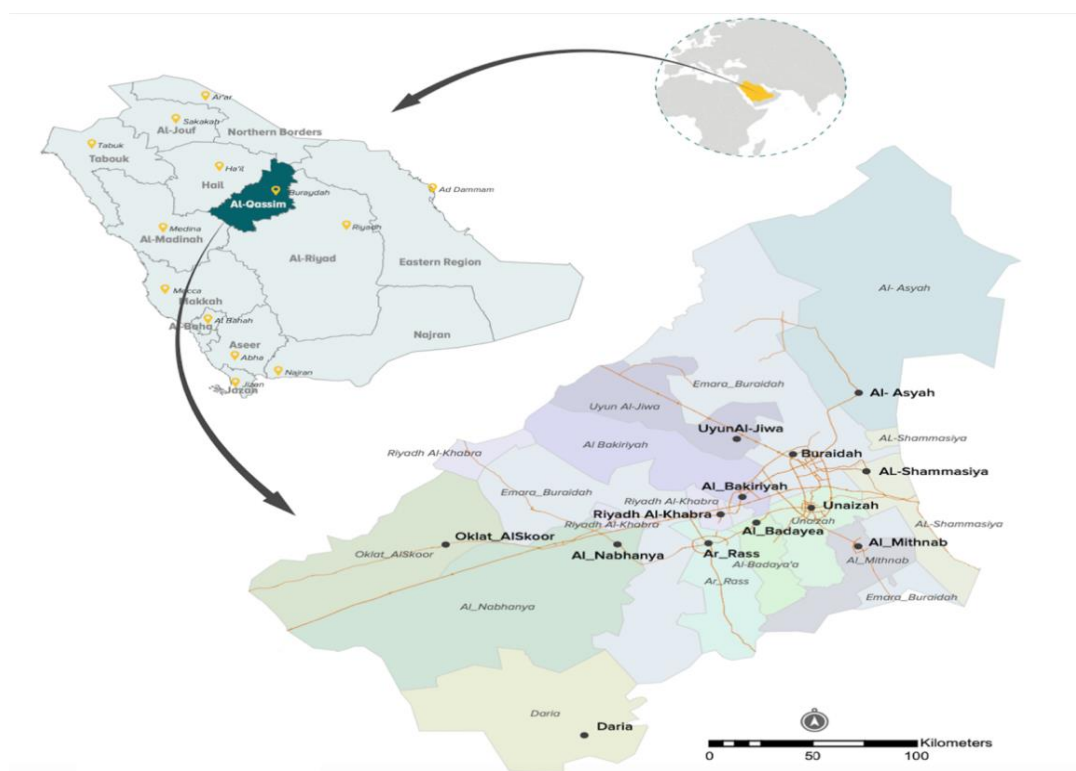 Ar'ar
Sakakah
Al-Jouf
Northern Borders
Tabuk
Tabouk
Ha'il
Hail
Buraydah
Al-Qassim
Ad Dammam
Medina
Al-Madinah
Riyadh
Al-Riyad
Eastern Region
Mecca
Makkah
Al Bahah
Al-Baha
Aseer
Abha
Najran
Najran
Jizan
Jazan
Al- Asyah
Al- Asyah
Emara_Buraidah
Uyun Al-Jiwa
UyunAl-Jiwa
AL-Shammasiya
Al Bakiriyah
Riyadh Al-Khabra
Buraidah
AL-Shammasiya
Emara_Buraidah
Al_Bakiriyah
Riyadh Al-Khabra
Unaizah
Riyadh Al-Khabra
Unaizah
Riyadh Al-Khabra
AL-Shammasiya
Al_Badayea
Oklat_AlSkoor
Oklat_AlSkoor
Al_Nabhanya
Ar_Rass
Al_Mithnab
Al_Mithnab
Al-Badaya'a
Ar_Rass
Emara_Buraidah
Al_Nabhanya
Daria
Daria
Kilometers
0 50 100